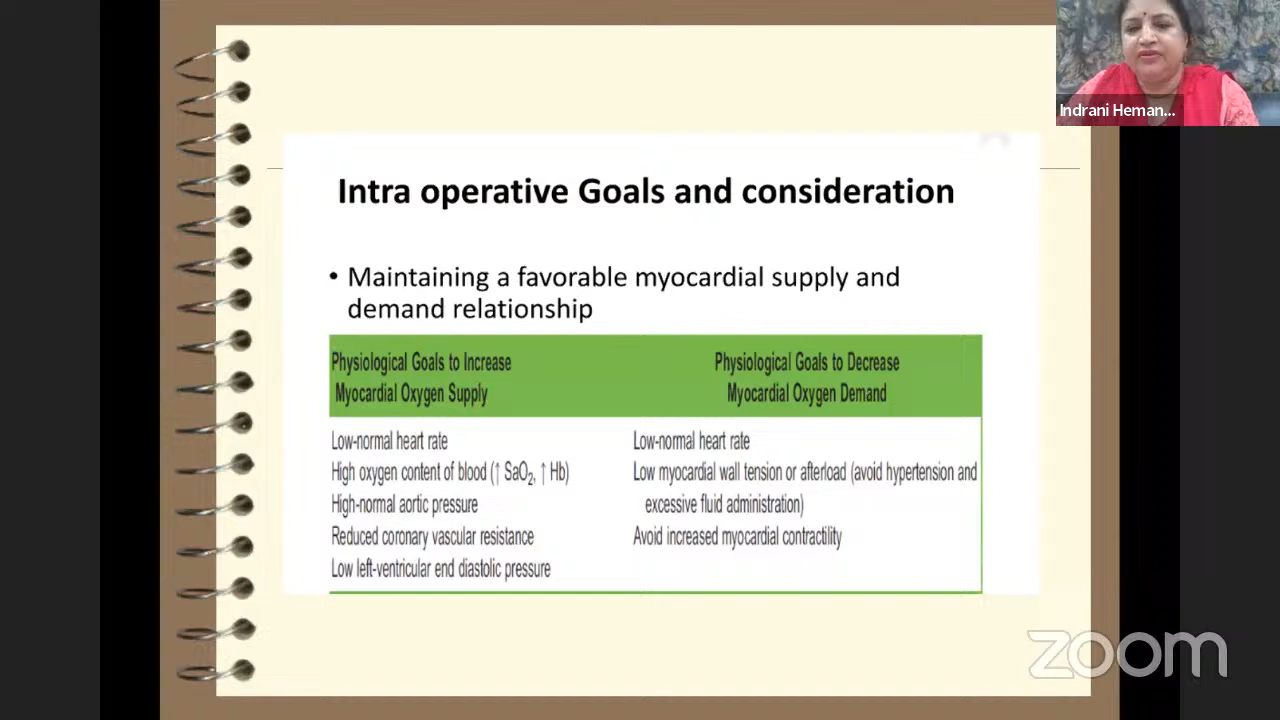 Indrani Heman...
Intra operative Goals and consideration
• Maintaining a favorable myocardial supply and
demand relationship
Physiological Goals to Increase
Myocardial Oxygen Supply
Physiological Goals to Decrease
Myocardial Oxygen Demand
Low-normal heart rate
High oxygen content of blood (↑ SaO₂, ↑ Hb)
High-normal aortic pressure
Reduced coronary vascular resistance
Low left-ventricular end diastolic pressure
Low-normal heart rate
Low myocardial wall tension or afterload (avoid hypertension and
excessive fluid administration)
Avoid increased myocardial contractility
zoom